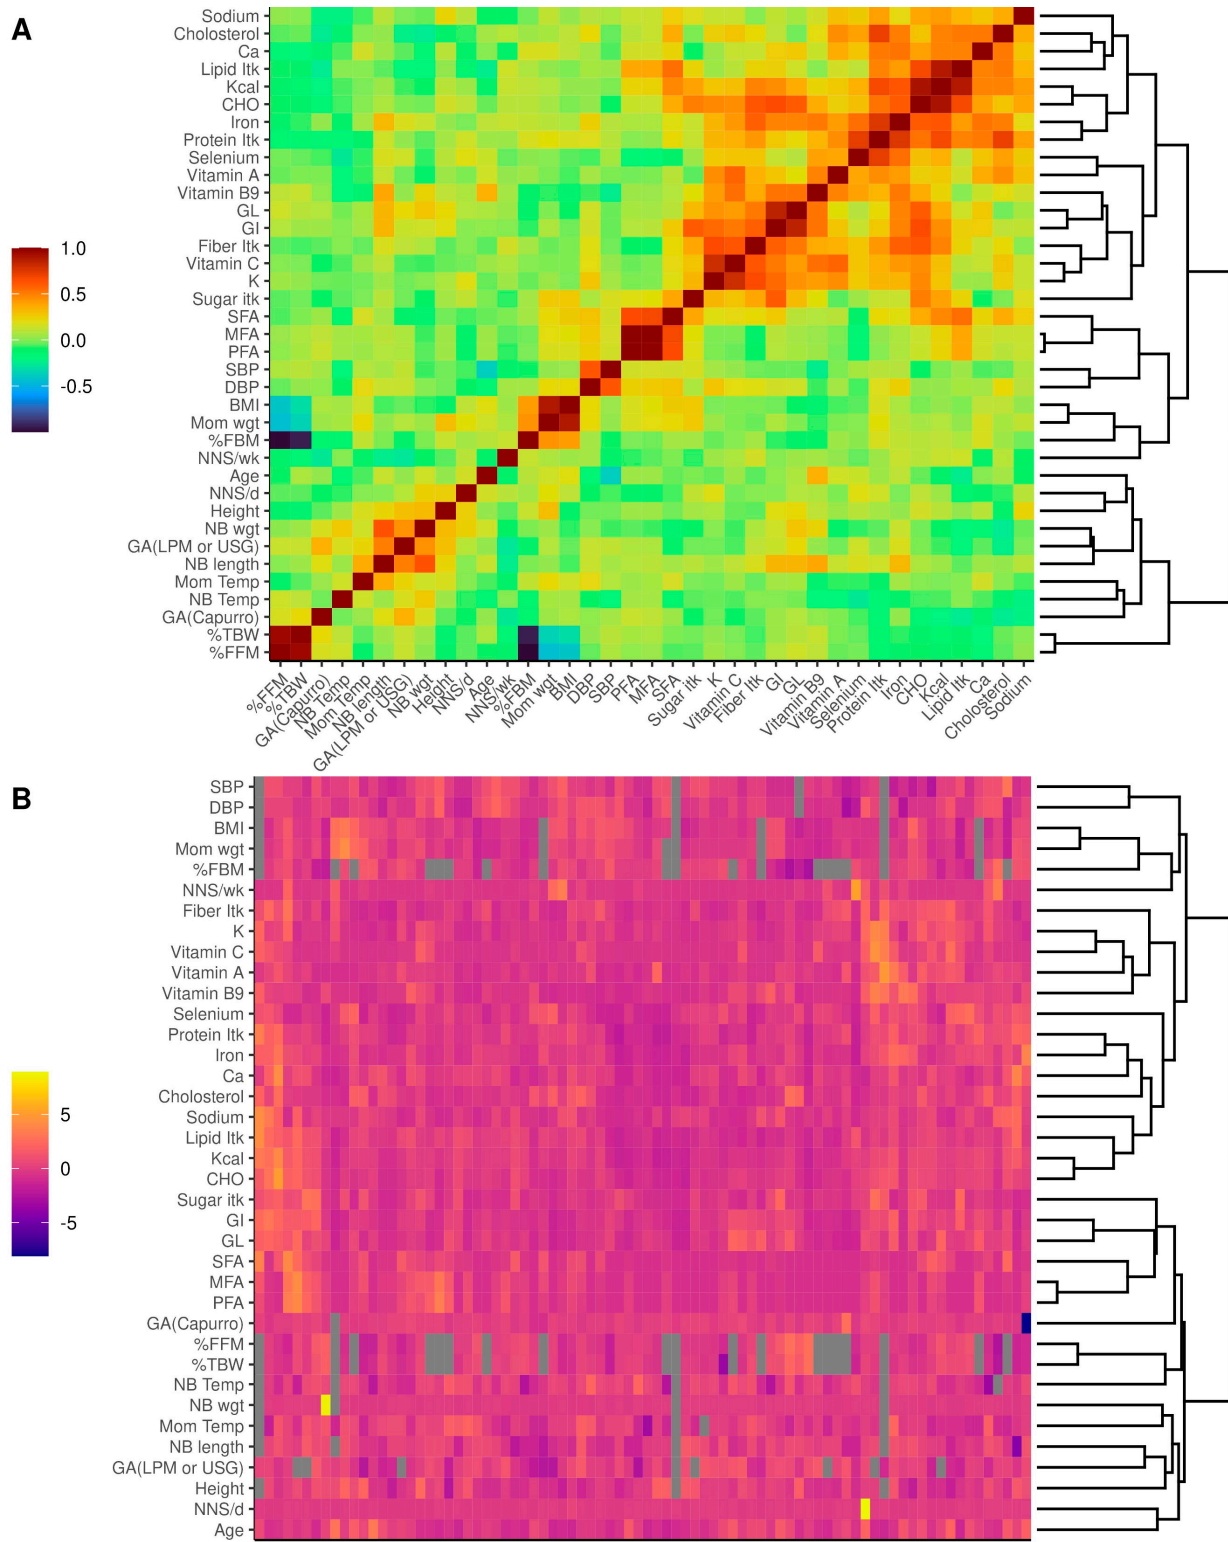 A
Sodium
Cholosterol
Ca
Lipid Itk
Kcal
CHO
Iron
Protein Itk
Selenium
Vitamin A
Vitamin B9
GL
GI
Fiber Itk
Vitamin C
K
Sugar itk
SFA
MFA
PFA
SBP
DBP
BMI
Mom wgt
%FBM
NNS/wk
Age
NNS/d
Height
NB wgt
GA(LPM or USG)
NB length
Mom Temp
NB Temp
GA(Capurro)
%TBW
%FFM
1.0
0.5
0.0
-0.5
%FFM
%TBW
GA(Capurro)
NB Temp
Mom Temp
NB length
GA(LPM or USG)
NB wgt
Height
NNS/d
Age
NNS/wk
%FBM
Mom wgt
BMI
DBP
SBP
PFA
MFA
SFA
Sugar itk
K
Vitamin C
Fiber Itk
GI
GL
Vitamin B9
Vitamin A
Selenium
Protein Itk
Iron
CHO
Kcal
Lipid Itk
Ca
Cholosterol
Sodium
B
SBP
DBP
BMI
Mom wgt
%FBM
NNS/wk
Fiber Itk
K
Vitamin C
Vitamin A
Vitamin B9
Selenium
Protein Itk
Iron
Ca
Cholosterol
Sodium
Lipid Itk
Kcal
CHO
Sugar itk
GI
GL
SFA
MFA
PFA
GA(Capurro)
%FFM
%TBW
NB Temp
NB wgt
Mom Temp
NB length
GA(LPM or USG)
Height
NNS/d
Age
5
0
-5